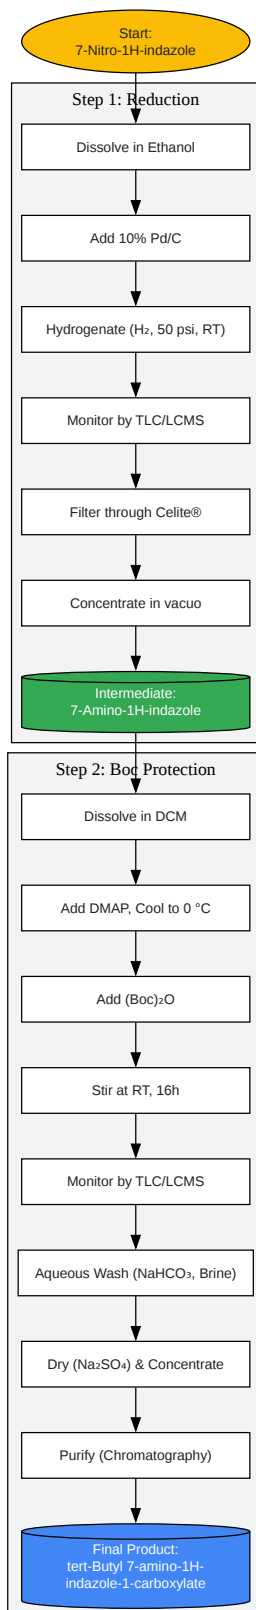 Start:
7-Nitro-1H-indazole
Step 1: Reduction
Dissolve in Ethanol
Add 10% Pd/C
Hydrogenate (H₂, 50 psi, RT)
Monitor by TLC/LCMS
Filter through Celite®
Concentrate in vacuo
Intermediate:
7-Amino-1H-indazole
Step 2: Boc Protection
Dissolve in DCM
Add DMAP, Cool to 0 °C
Add (Boc)₂O
Stir at RT, 16h
Monitor by TLC/LCMS
Aqueous Wash (NaHCO₃, Brine)
Dry (Na₂SO₄) & Concentrate
Purify (Chromatography)
Final Product:
tert-Butyl 7-amino-1H-
indazole-1-carboxylate